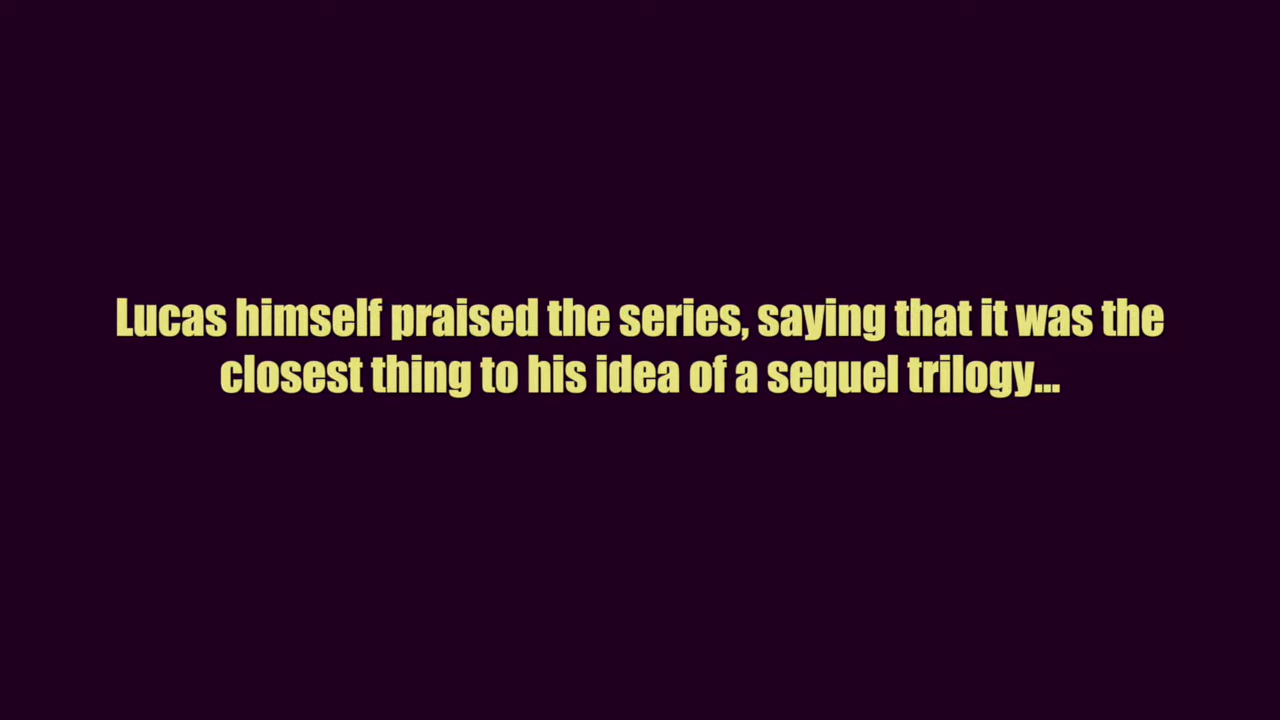 Lucas himself praised the series, saying that it was the
closest thing to his idea of a sequel trilogy...